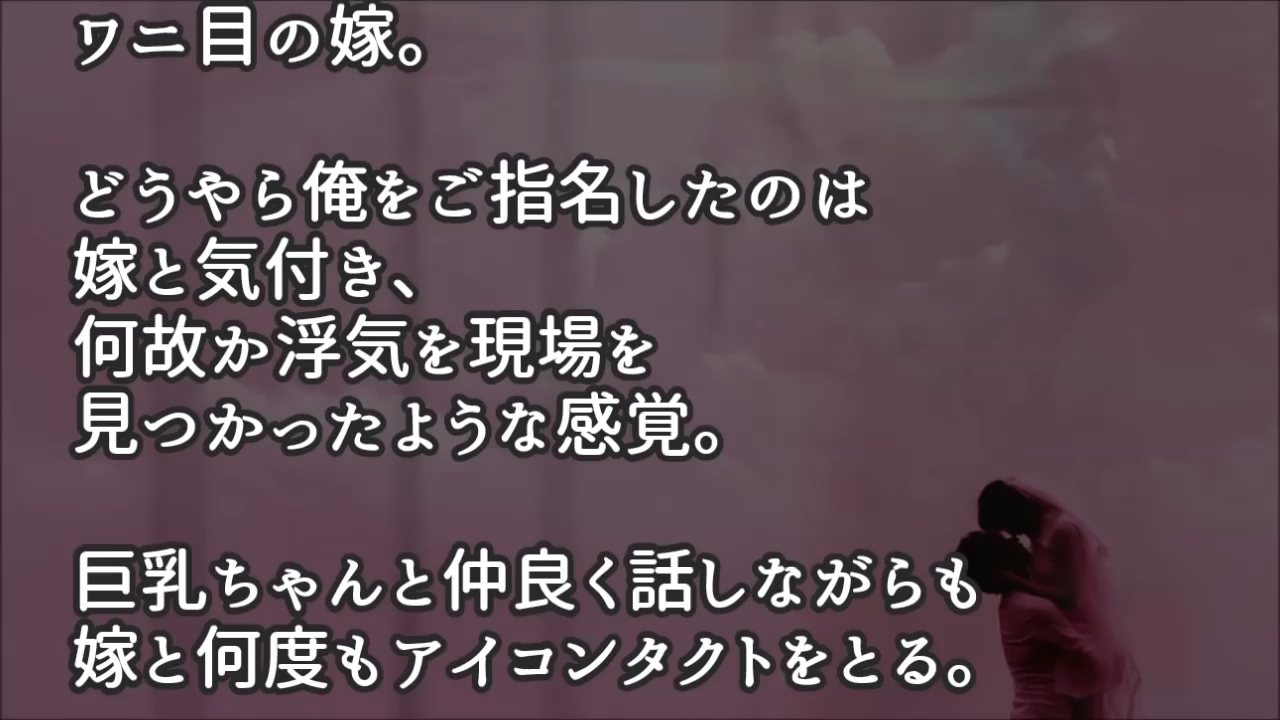 ワニ目の嫁。
どうやら俺をご指名したのは
嫁と気付き、
何故か浮気を現場を
見つかったような感覚。
巨乳ちゃんと仲良く話しながらも
嫁と何度もアイコンタクトをとる。